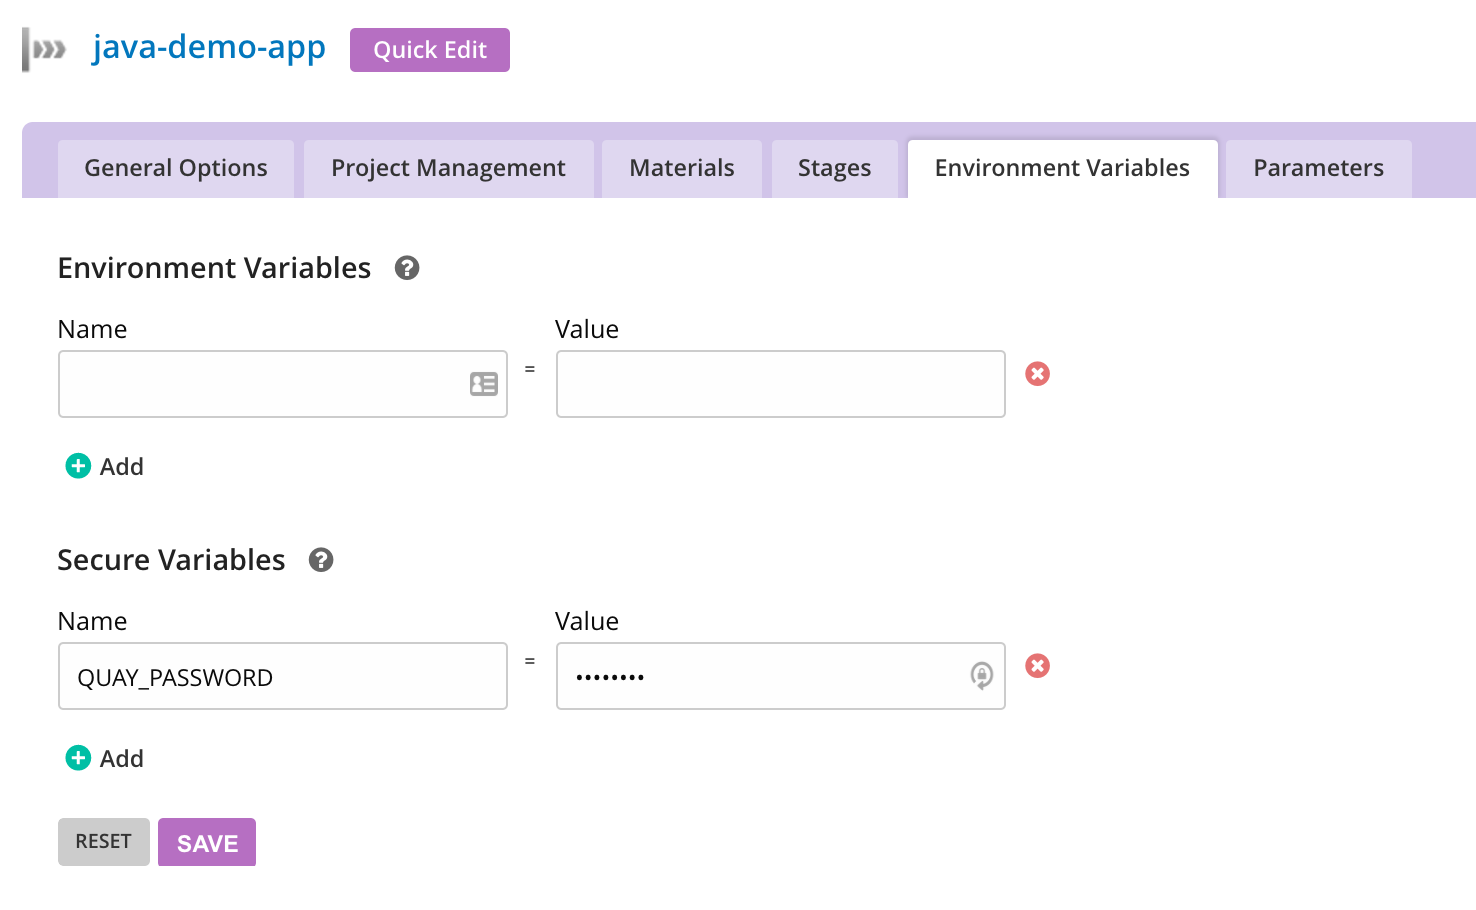 java-demo-app Quick Edit
General Options Project Management Materials Stages Environment Variables Parameters
Environment Variables ?
Name Value
=
Add
Secure Variables ?
Name Value
QUAY_PASSWORD = ••••••••
Add
RESET SAVE